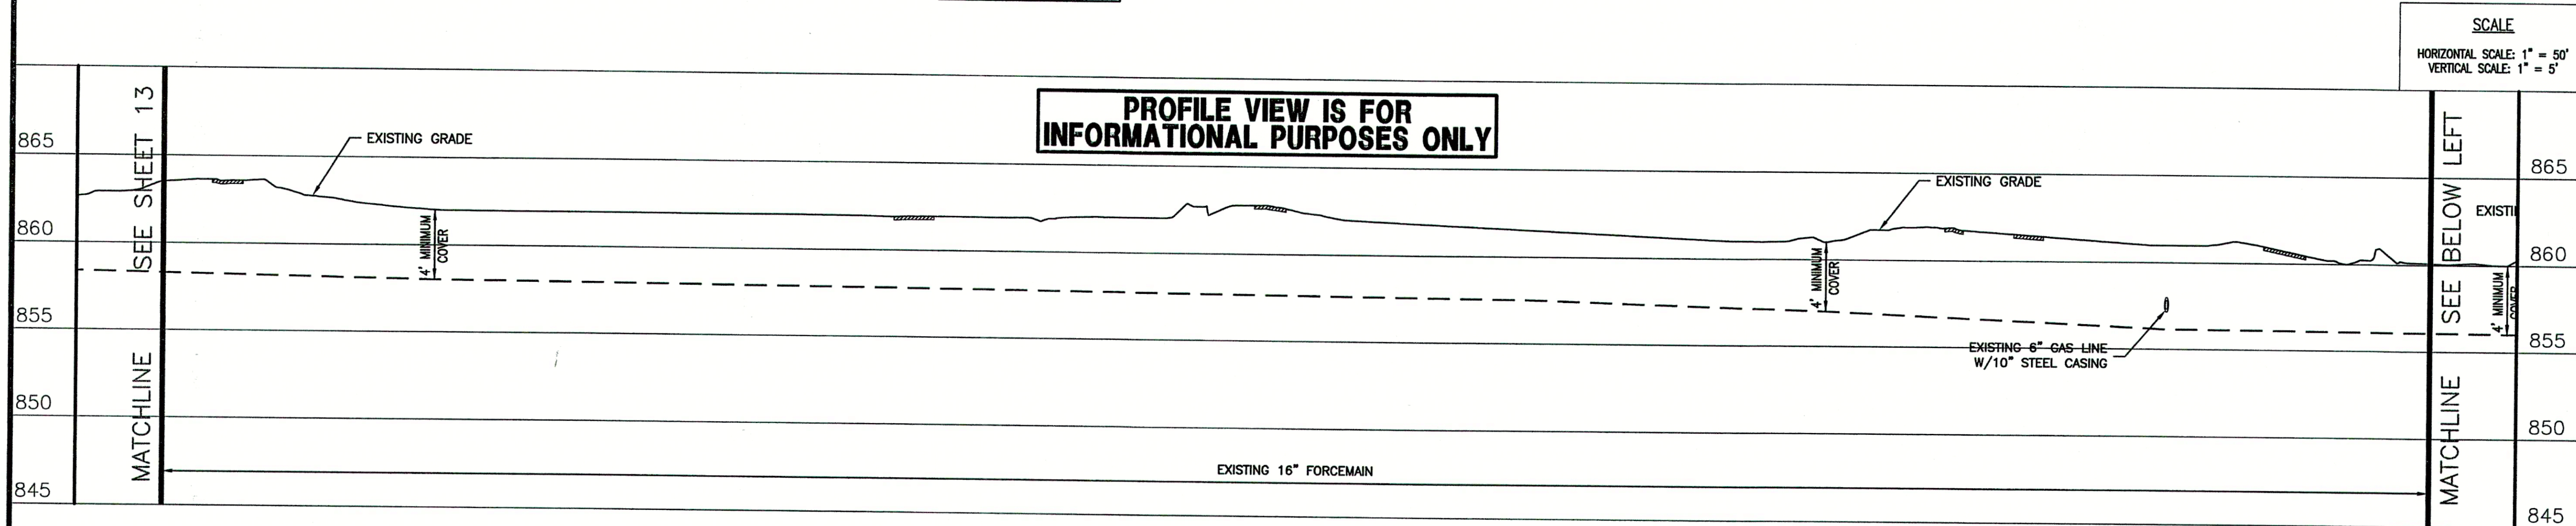 SCALE
HORIZONTAL SCALE: 1" = 50'
VERTICAL SCALE: 1" = 5'
PROFILE VIEW IS FOR
INFORMATIONAL PURPOSES ONLY
865
860
855
850
845
MATCHLINE SEE SHEET 13
EXISTING GRADE
4' MINIMUM
COVER
EXISTING GRADE
4' MINIMUM
COVER
EXISTING 6" GAS LINE
W/10" STEEL CASING
EXISTING 16" FORCEMAIN
MATCHLINE SEE BELOW LEFT
EXISTI
4' MINIMUM
COVER
865
860
855
850
845